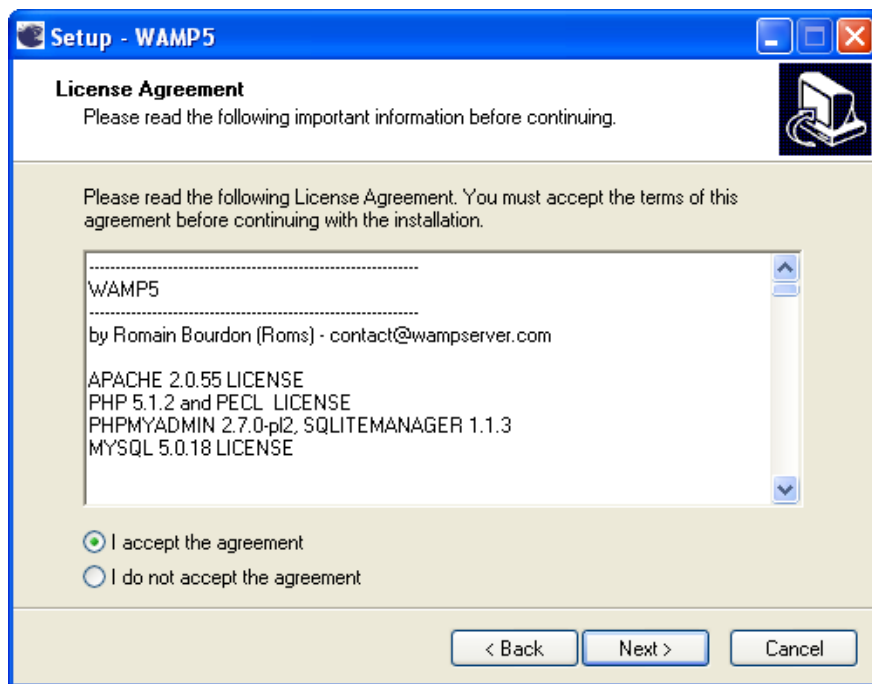 Setup - WAMP5
License Agreement
Please read the following important information before continuing.
Please read the following License Agreement. You must accept the terms of this
agreement before continuing with the installation.
----------------------------------------------------------------
WAMP5
----------------------------------------------------------------
by Romain Bourdon (Roms) - contact@wampserver.com
APACHE 2.0.55 LICENSE
PHP 5.1.2 and PECL  LICENSE
PHPMYADMIN 2.7.0-pl2, SQLITEMANAGER 1.1.3
MYSQL 5.0.18 LICENSE
I accept the agreement
I do not accept the agreement
< Back Next > Cancel